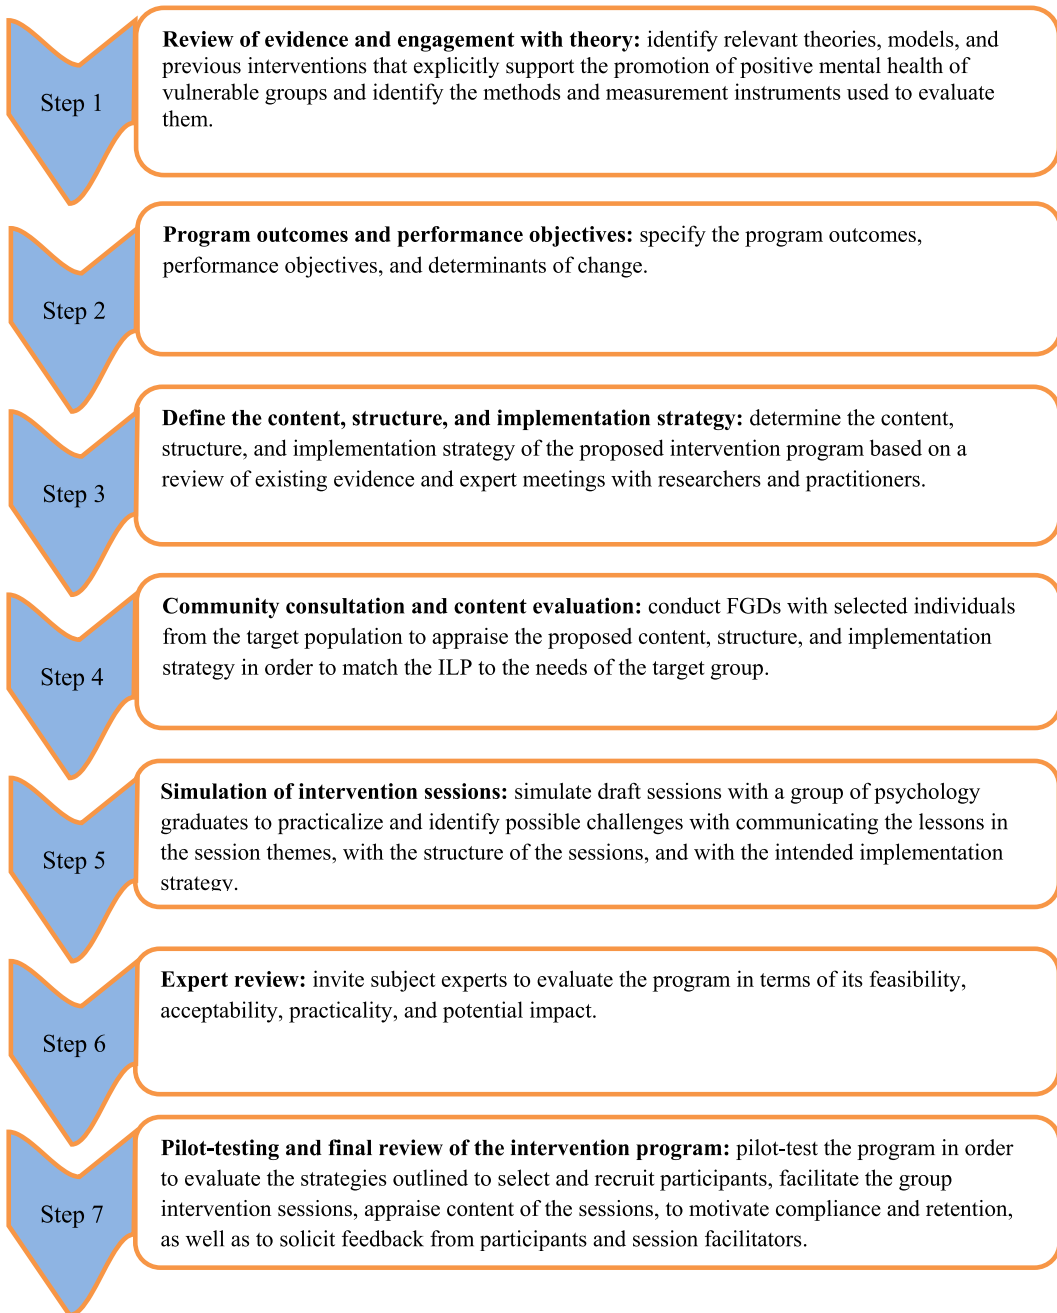 Step 1
Review of evidence and engagement with theory: identify relevant theories, models, and
previous interventions that explicitly support the promotion of positive mental health of
vulnerable groups and identify the methods and measurement instruments used to evaluate
them.
Step 2
Program outcomes and performance objectives: specify the program outcomes,
performance objectives, and determinants of change.
Step 3
Define the content, structure, and implementation strategy: determine the content,
structure, and implementation strategy of the proposed intervention program based on a
review of existing evidence and expert meetings with researchers and practitioners.
Step 4
Community consultation and content evaluation: conduct FGDs with selected individuals
from the target population to appraise the proposed content, structure, and implementation
strategy in order to match the ILP to the needs of the target group.
Step 5
Simulation of intervention sessions: simulate draft sessions with a group of psychology
graduates to practicalize and identify possible challenges with communicating the lessons in
the session themes, with the structure of the sessions, and with the intended implementation
strategy.
Step 6
Expert review: invite subject experts to evaluate the program in terms of its feasibility,
acceptability, practicality, and potential impact.
Step 7
Pilot-testing and final review of the intervention program: pilot-test the program in order
to evaluate the strategies outlined to select and recruit participants, facilitate the group
intervention sessions, appraise content of the sessions, to motivate compliance and retention,
as well as to solicit feedback from participants and session facilitators.